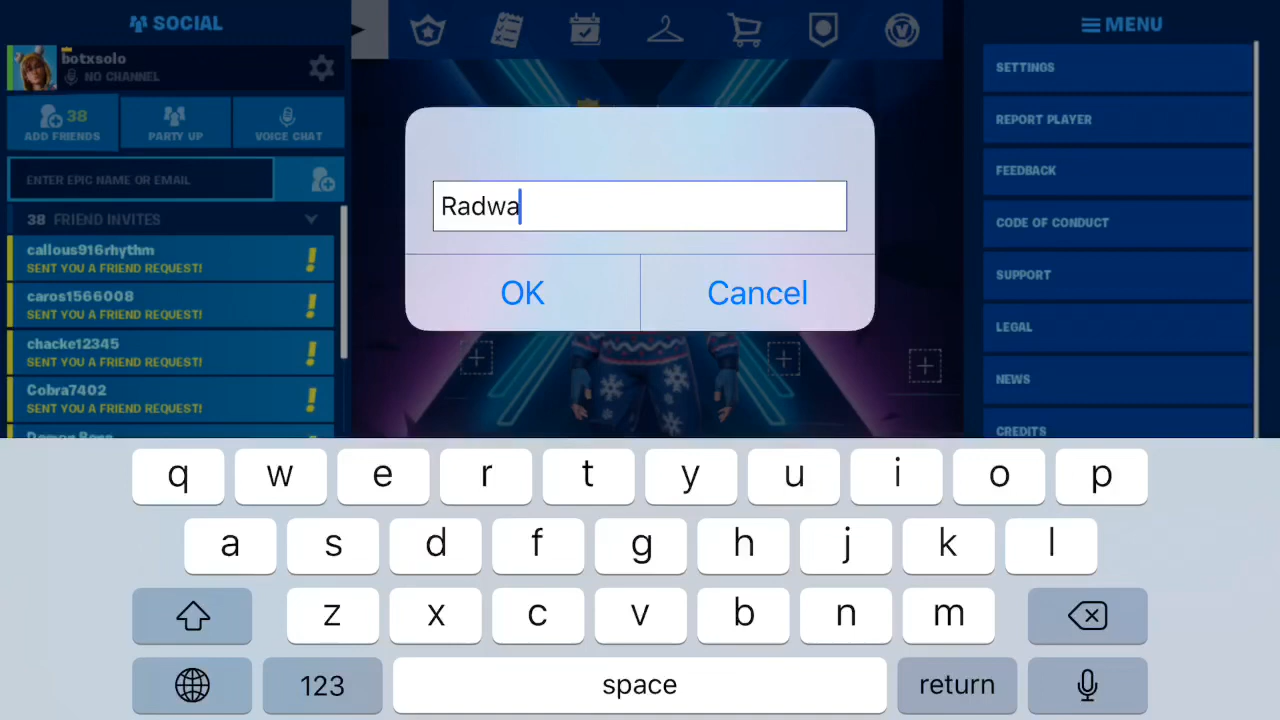 SOCIAL
botxsolo
NO CHANNEL
38
ADD FRIENDS
PARTY UP
VOICE CHAT
ENTER EPIC NAME OR EMAIL
38 FRIEND INVITES
callous916rhythm
SENT YOU A FRIEND REQUEST!
caros1566008
SENT YOU A FRIEND REQUEST!
chacke12345
SENT YOU A FRIEND REQUEST!
Cobra7402
SENT YOU A FRIEND REQUEST!
Radwa
OK
Cancel
MENU
SETTINGS
REPORT PLAYER
FEEDBACK
CODE OF CONDUCT
SUPPORT
LEGAL
NEWS
CREDITS
q w e r t y u i o p
a s d f g h j k l
z x c v b n m
123 space return